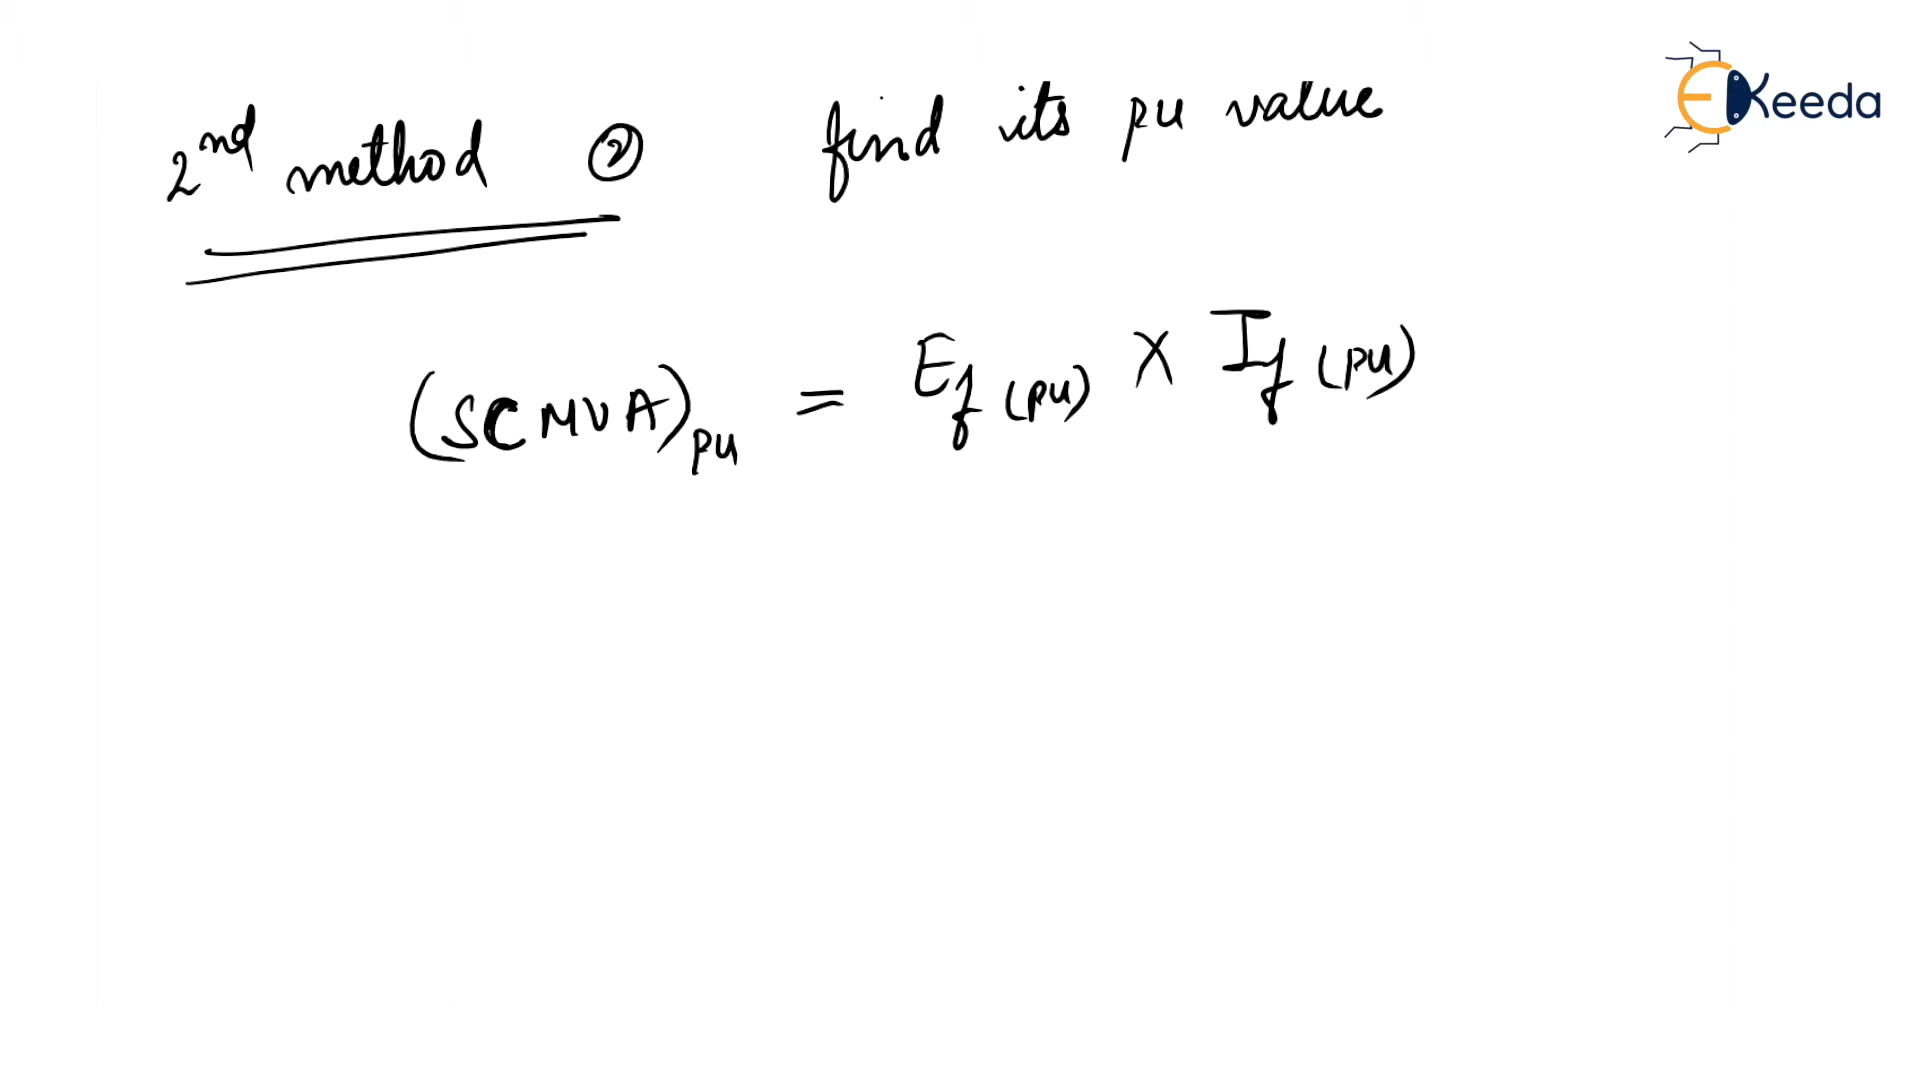 2nd method ② find its pu value
EKeeda
(SCMVA)pu = Ef(pu) X If(pu)